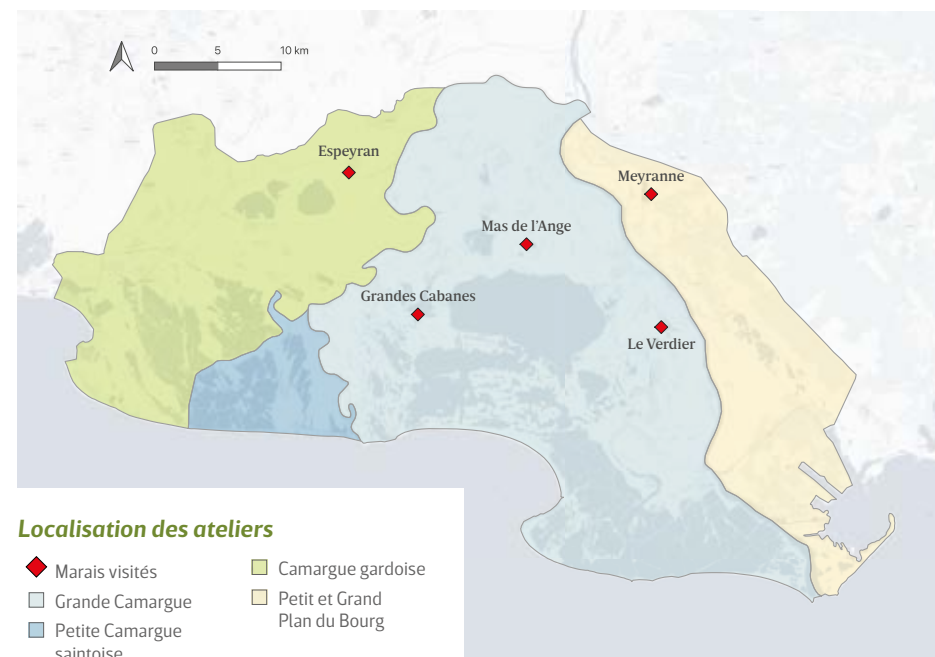 0 5 10 km
Espeyran
Meyranne
Mas de l'Ange
Grandes Cabanes
Le Verdier
Localisation des ateliers
Marais visités
Grande Camargue
Petite Camargue
saintoise
Camargue gardoise
Petit et Grand
Plan du Bourg